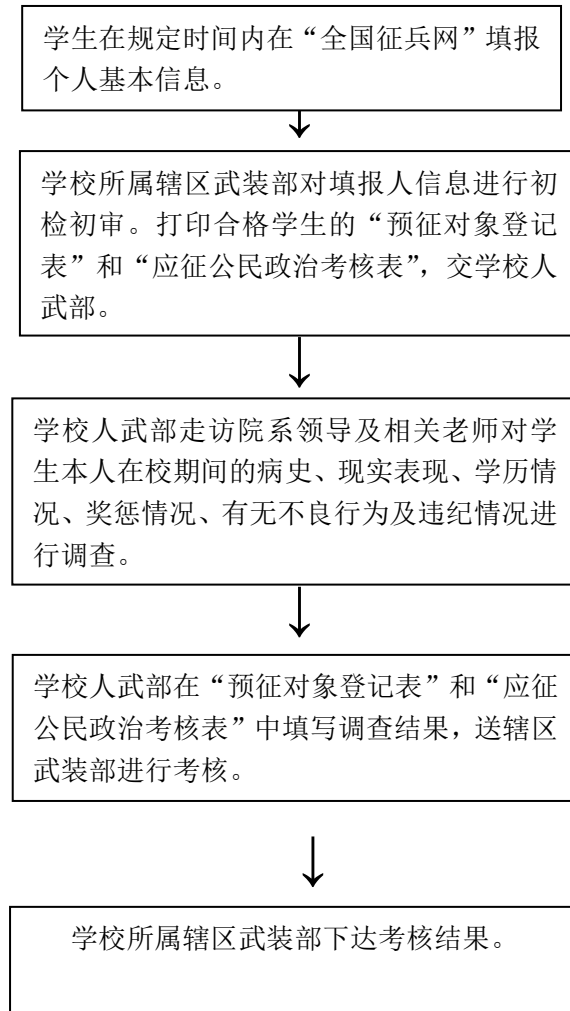 学生在规定时间内在“全国征兵网”填报
个人基本信息。
学校所属辖区武装部对填报人信息进行初
检初审。打印合格学生的“预征对象登记
表”和“应征公民政治考核表”，交学校人
武部。
学校人武部走访院系领导及相关老师对学
生本人在校期间的病史、现实表现、学历情
况、奖惩情况、有无不良行为及违纪情况进
行调查。
学校人武部在“预征对象登记表”和“应征
公民政治考核表”中填写调查结果，送辖区
武装部进行考核。
学校所属辖区武装部下达考核结果。